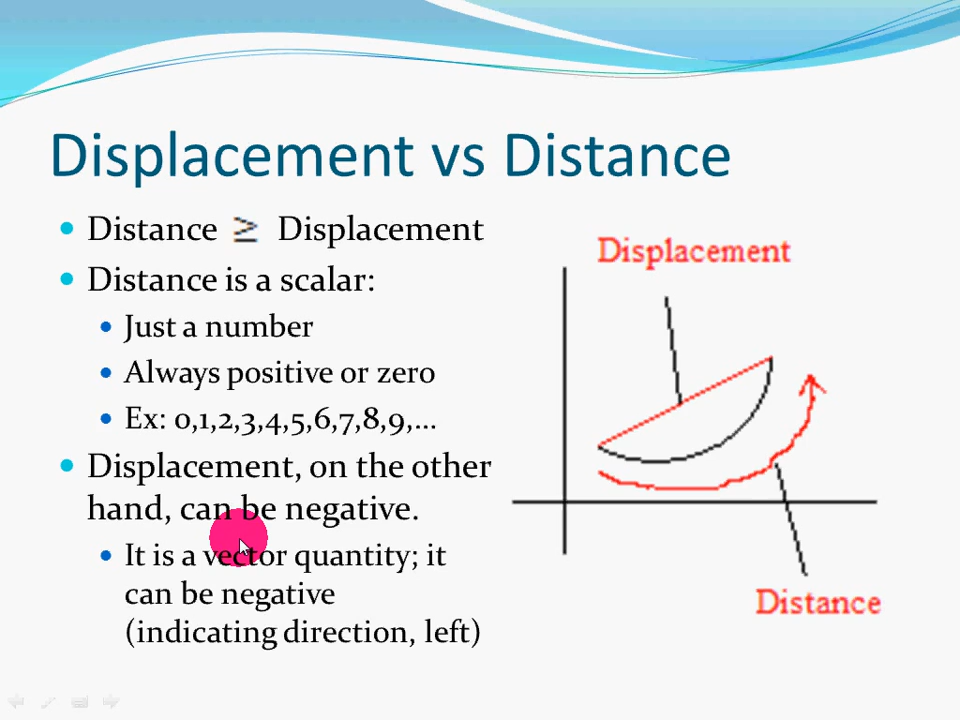 Displacement vs Distance
• Distance ≥ Displacement
• Distance is a scalar:
• Just a number
• Always positive or zero
• Ex: 0,1,2,3,4,5,6,7,8,9,...
• Displacement, on the other
hand, can be negative.
• It is a vector quantity; it
can be negative
(indicating direction, left)
Displacement
Distance